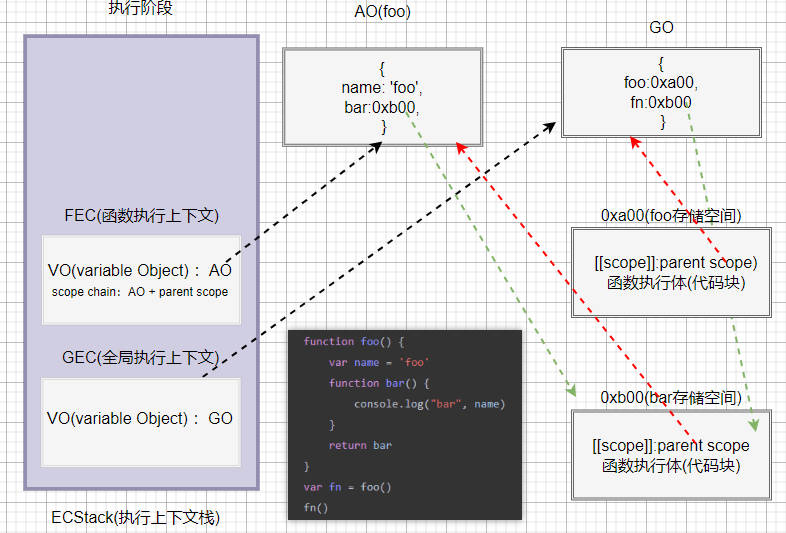 执行阶段
AO(foo)
GO
{
name: 'foo',
bar:0xb00,
}
{
foo:0xa00,
fn:0xb00
}
FEC(函数执行上下文)
VO(variable Object) ：AO
scope chain：AO + parent scope
GEC(全局执行上下文)
VO(variable Object) ：GO
ECStack(执行上下文栈)
0xa00(foo存储空间)
[[scope]]:parent scope)
函数执行体(代码块)
0xb00(bar存储空间)
[[scope]]:parent scope
函数执行体(代码块)
function foo() {
var name = 'foo'
function bar() {
console.log("bar", name)
}
return bar
}
var fn = foo()
fn()